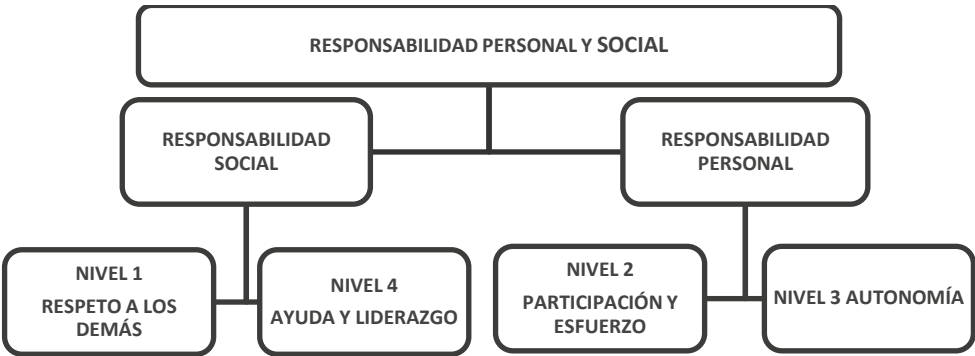 RESPONSABILIDAD PERSONAL Y SOCIAL
RESPONSABILIDAD
SOCIAL
RESPONSABILIDAD
PERSONAL
NIVEL 1
RESPETO A LOS
DEMÁS
NIVEL 4
AYUDA Y LIDERAZGO
NIVEL 2
PARTICIPACIÓN Y
ESFUERZO
NIVEL 3 AUTONOMÍA